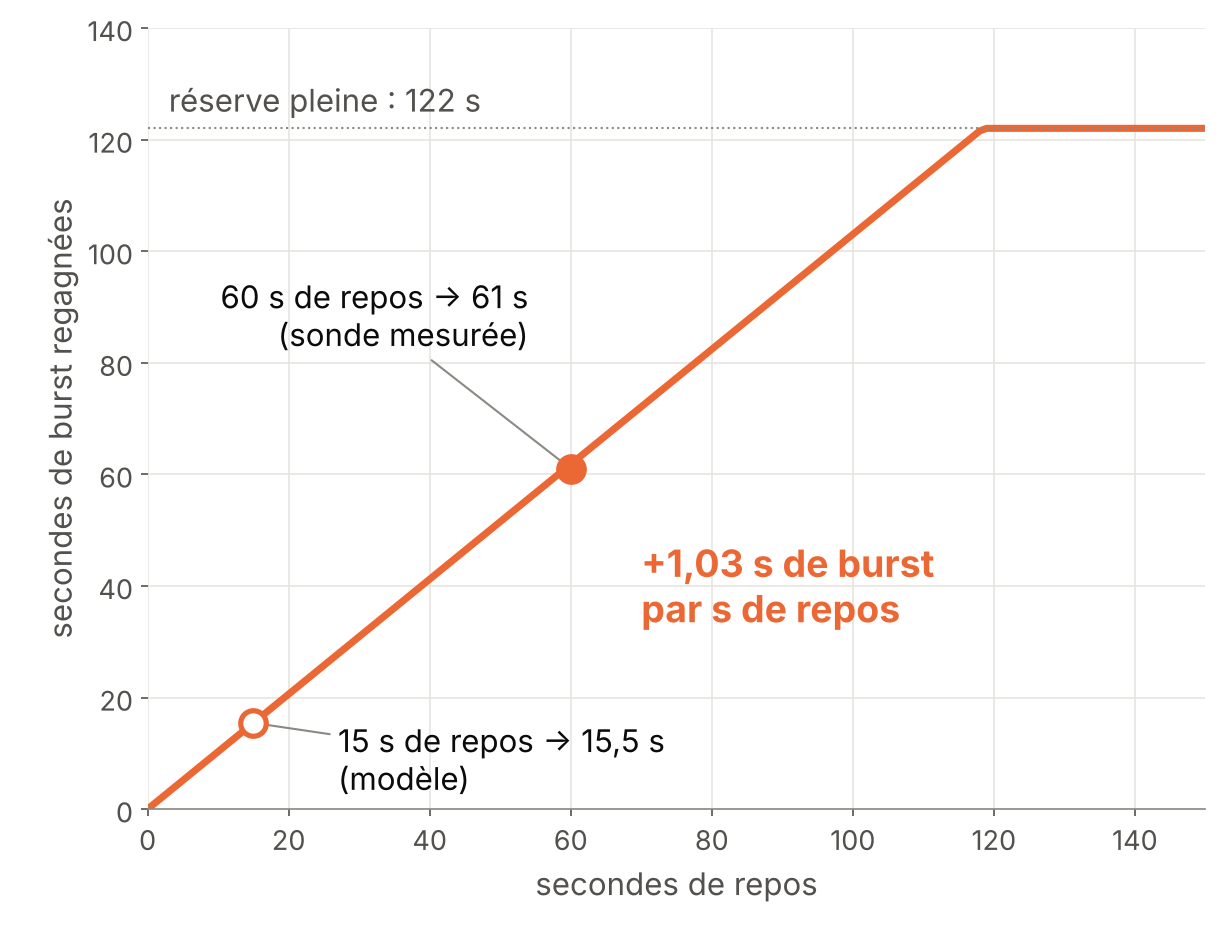 140
réserve pleine : 122 s
120
100
60 s de repos → 61 s
(sonde mesurée)
80
60
+1,03 s de burst
par s de repos
40
20
15 s de repos → 15,5 s
(modèle)
0
secondes de burst regagnées
0 20 40 60 80 100 120 140
secondes de repos